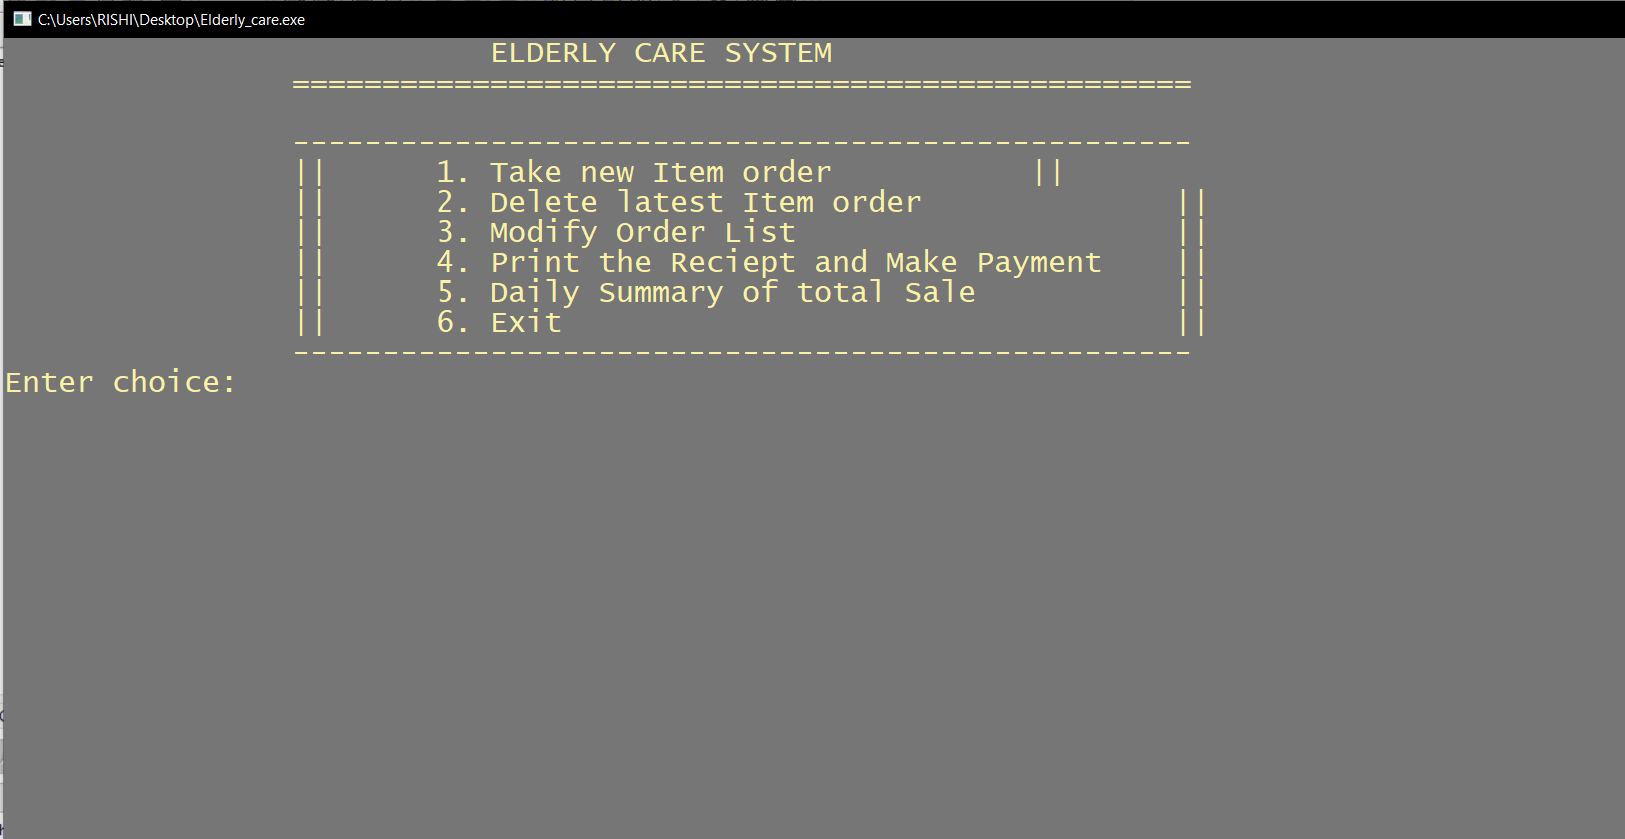 C:\Users\RISHI\Desktop\Elderly_care.exe
ELDERLY CARE SYSTEM
==================================================
--------------------------------------------------
|| 1. Take new Item order ||
|| 2. Delete latest Item order ||
|| 3. Modify Order List ||
|| 4. Print the Reciept and Make Payment ||
|| 5. Daily Summary of total Sale ||
|| 6. Exit ||
--------------------------------------------------
Enter choice: